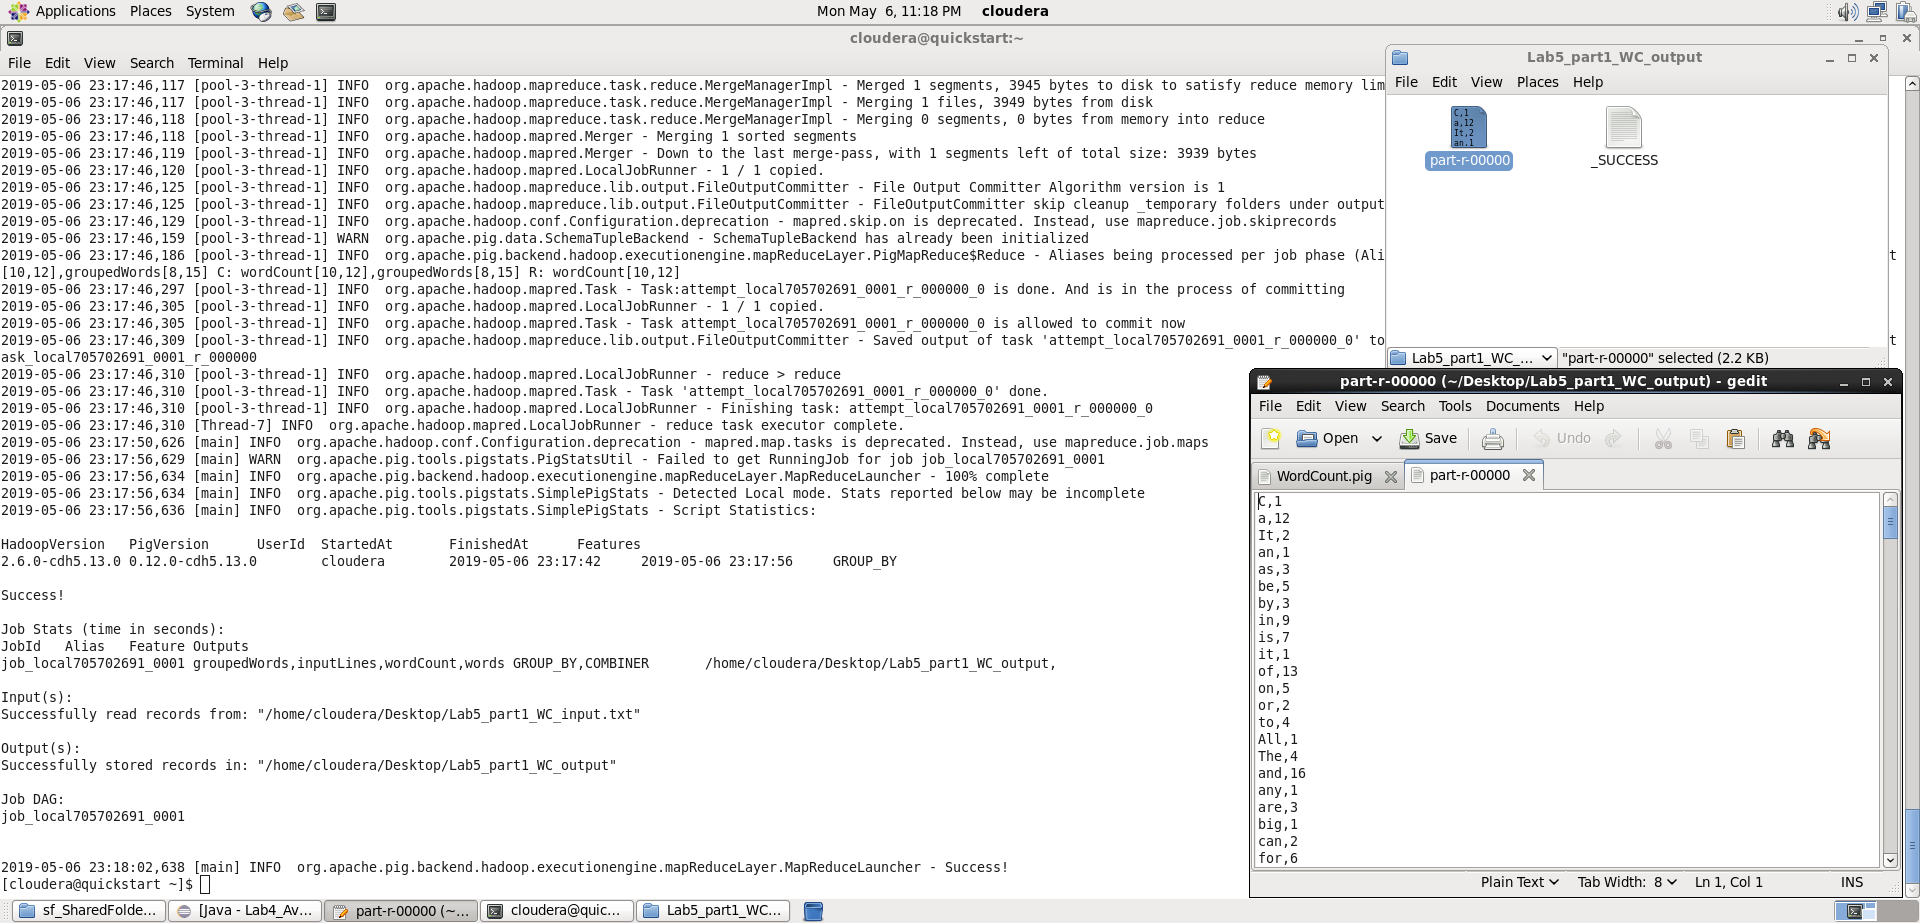 Applications Places System Mon May 6, 11:18 PM cloudera
cloudera@quickstart:~
File Edit View Search Terminal Help
2019-05-06 23:17:46,117 [pool-3-thread-1] INFO org.apache.hadoop.mapreduce.task.reduce.MergeManagerImpl - Merged 1 segments, 3945 bytes to disk to satisfy reduce memory lim
2019-05-06 23:17:46,117 [pool-3-thread-1] INFO org.apache.hadoop.mapreduce.task.reduce.MergeManagerImpl - Merging 1 files, 3949 bytes from disk
2019-05-06 23:17:46,118 [pool-3-thread-1] INFO org.apache.hadoop.mapreduce.task.reduce.MergeManagerImpl - Merging 0 segments, 0 bytes from memory into reduce
2019-05-06 23:17:46,118 [pool-3-thread-1] INFO org.apache.hadoop.mapred.Merger - Merging 1 sorted segments
2019-05-06 23:17:46,119 [pool-3-thread-1] INFO org.apache.hadoop.mapred.Merger - Down to the last merge-pass, with 1 segments left of total size: 3939 bytes
2019-05-06 23:17:46,120 [pool-3-thread-1] INFO org.apache.hadoop.mapred.LocalJobRunner - 1 / 1 copied.
2019-05-06 23:17:46,125 [pool-3-thread-1] INFO org.apache.hadoop.mapreduce.lib.output.FileOutputCommitter - File Output Committer Algorithm version is 1
2019-05-06 23:17:46,125 [pool-3-thread-1] INFO org.apache.hadoop.mapreduce.lib.output.FileOutputCommitter - FileOutputCommitter skip cleanup _temporary folders under output
2019-05-06 23:17:46,129 [pool-3-thread-1] INFO org.apache.hadoop.conf.Configuration.deprecation - mapred.skip.on is deprecated. Instead, use mapreduce.job.skiprecords
2019-05-06 23:17:46,159 [pool-3-thread-1] WARN org.apache.pig.data.SchemaTupleBackend - SchemaTupleBackend has already been initialized
2019-05-06 23:17:46,186 [pool-3-thread-1] INFO org.apache.pig.backend.hadoop.executionengine.mapReduceLayer.PigMapReduce$Reduce - Aliases being processed per job phase (Ali t
[10,12],groupedWords[8,15] C: wordCount[10,12],groupedWords[8,15] R: wordCount[10,12]
2019-05-06 23:17:46,297 [pool-3-thread-1] INFO org.apache.hadoop.mapred.Task - Task:attempt_local705702691_0001_r_000000_0 is done. And is in the process of committing
2019-05-06 23:17:46,305 [pool-3-thread-1] INFO org.apache.hadoop.mapred.LocalJobRunner - 1 / 1 copied.
2019-05-06 23:17:46,305 [pool-3-thread-1] INFO org.apache.hadoop.mapred.Task - Task attempt_local705702691_0001_r_000000_0 is allowed to commit now
2019-05-06 23:17:46,309 [pool-3-thread-1] INFO org.apache.hadoop.mapreduce.lib.output.FileOutputCommitter - Saved output of task 'attempt_local705702691_0001_r_000000_0' to t
ask_local705702691_0001_r_000000
2019-05-06 23:17:46,310 [pool-3-thread-1] INFO org.apache.hadoop.mapred.LocalJobRunner - reduce > reduce
2019-05-06 23:17:46,310 [pool-3-thread-1] INFO org.apache.hadoop.mapred.Task - Task 'attempt_local705702691_0001_r_000000_0' done.
2019-05-06 23:17:46,310 [pool-3-thread-1] INFO org.apache.hadoop.mapred.LocalJobRunner - Finishing task: attempt_local705702691_0001_r_000000_0
2019-05-06 23:17:46,310 [Thread-7] INFO org.apache.hadoop.mapred.LocalJobRunner - reduce task executor complete.
2019-05-06 23:17:50,626 [main] INFO org.apache.hadoop.conf.Configuration.deprecation - mapred.map.tasks is deprecated. Instead, use mapreduce.job.maps
2019-05-06 23:17:56,629 [main] WARN org.apache.pig.tools.pigstats.PigStatsUtil - Failed to get RunningJob for job job_local705702691_0001
2019-05-06 23:17:56,634 [main] INFO org.apache.pig.backend.hadoop.executionengine.mapReduceLayer.MapReduceLauncher - 100% complete
2019-05-06 23:17:56,634 [main] INFO org.apache.pig.tools.pigstats.SimplePigStats - Detected Local mode. Stats reported below may be incomplete
2019-05-06 23:17:56,636 [main] INFO org.apache.pig.tools.pigstats.SimplePigStats - Script Statistics:
HadoopVersion PigVersion UserId StartedAt FinishedAt Features
2.6.0-cdh5.13.0 0.12.0-cdh5.13.0 cloudera 2019-05-06 23:17:42 2019-05-06 23:17:56 GROUP_BY
Success!
Job Stats (time in seconds):
JobId Alias Feature Outputs
job_local705702691_0001 groupedWords,inputLines,wordCount,words GROUP_BY,COMBINER /home/cloudera/Desktop/Lab5_part1_WC_output,
Input(s):
Successfully read records from: "/home/cloudera/Desktop/Lab5_part1_WC_input.txt"
Output(s):
Successfully stored records in: "/home/cloudera/Desktop/Lab5_part1_WC_output"
Job DAG:
job_local705702691_0001
2019-05-06 23:18:02,638 [main] INFO org.apache.pig.backend.hadoop.executionengine.mapReduceLayer.MapReduceLauncher - Success!
[cloudera@quickstart ~]$
Lab5_part1_WC_output
File Edit View Places Help
C,1
a,12
It,2
an,1
part-r-00000
_SUCCESS
Lab5_part1_WC_... "part-r-00000" selected (2.2 KB)
part-r-00000 (~/Desktop/Lab5_part1_WC_output) - gedit
File Edit View Search Tools Documents Help
Open Save Undo
WordCount.pig part-r-00000
C,1
a,12
It,2
an,1
as,3
be,5
by,3
in,9
is,7
it,1
of,13
on,5
or,2
to,4
All,1
The,4
and,16
any,1
are,3
big,1
can,2
for,6
Plain Text Tab Width: 8 Ln 1, Col 1 INS
sf_SharedFolde... [Java - Lab4_Av... part-r-00000 (~... cloudera@quic... Lab5_part1_WC...